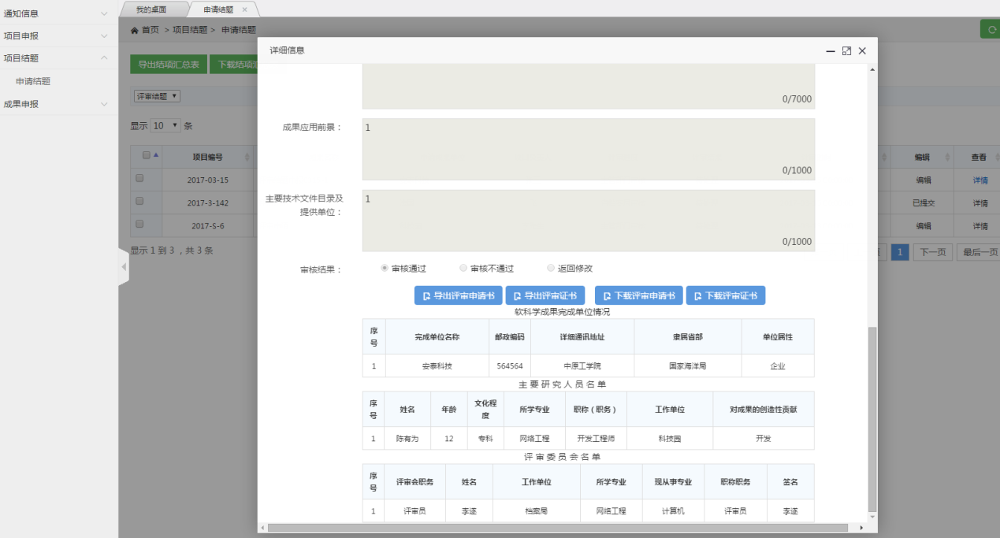 通知信息
项目申报
项目结题
申请结题
成果申报
我的桌面
申请结题 ×
首页 > 项目结题 > 申请结题
导出结项汇总表
下载结项
评审结题
显示 10 条
项目编号
编辑 查看
2017-03-15 编辑 详情
2017-3-142 已提交 详情
2017-S-6 编辑 详情
显示 1 到 3 ，共 3 条
1 下一页 最后一页
详细信息
0/7000
成果应用前景：
1
0/1000
主要技术文件目录及
提供单位：
1
0/1000
审核结果： 审核通过 审核不通过 返回修改
导出评审申请书 导出评审证书 下载评审申请书 下载评审证书
软科学成果完成单位情况
序号 完成单位名称 邮政编码 详细通讯地址 隶属省部 单位属性
1 安泰科技 564564 中原工学院 国家海洋局 企业
主要研究人员名单
序号 姓名 年龄 文化程度 所学专业 职称（职务） 工作单位 对成果的创造性贡献
1 陈有为 12 专科 网络工程 开发工程师 科技园 开发
评审委员会名单
序号 评审会职务 姓名 工作单位 所学专业 现从事专业 职称职务 签名
1 评审员 李逐 档案局 网络工程 计算机 评审员 李逐